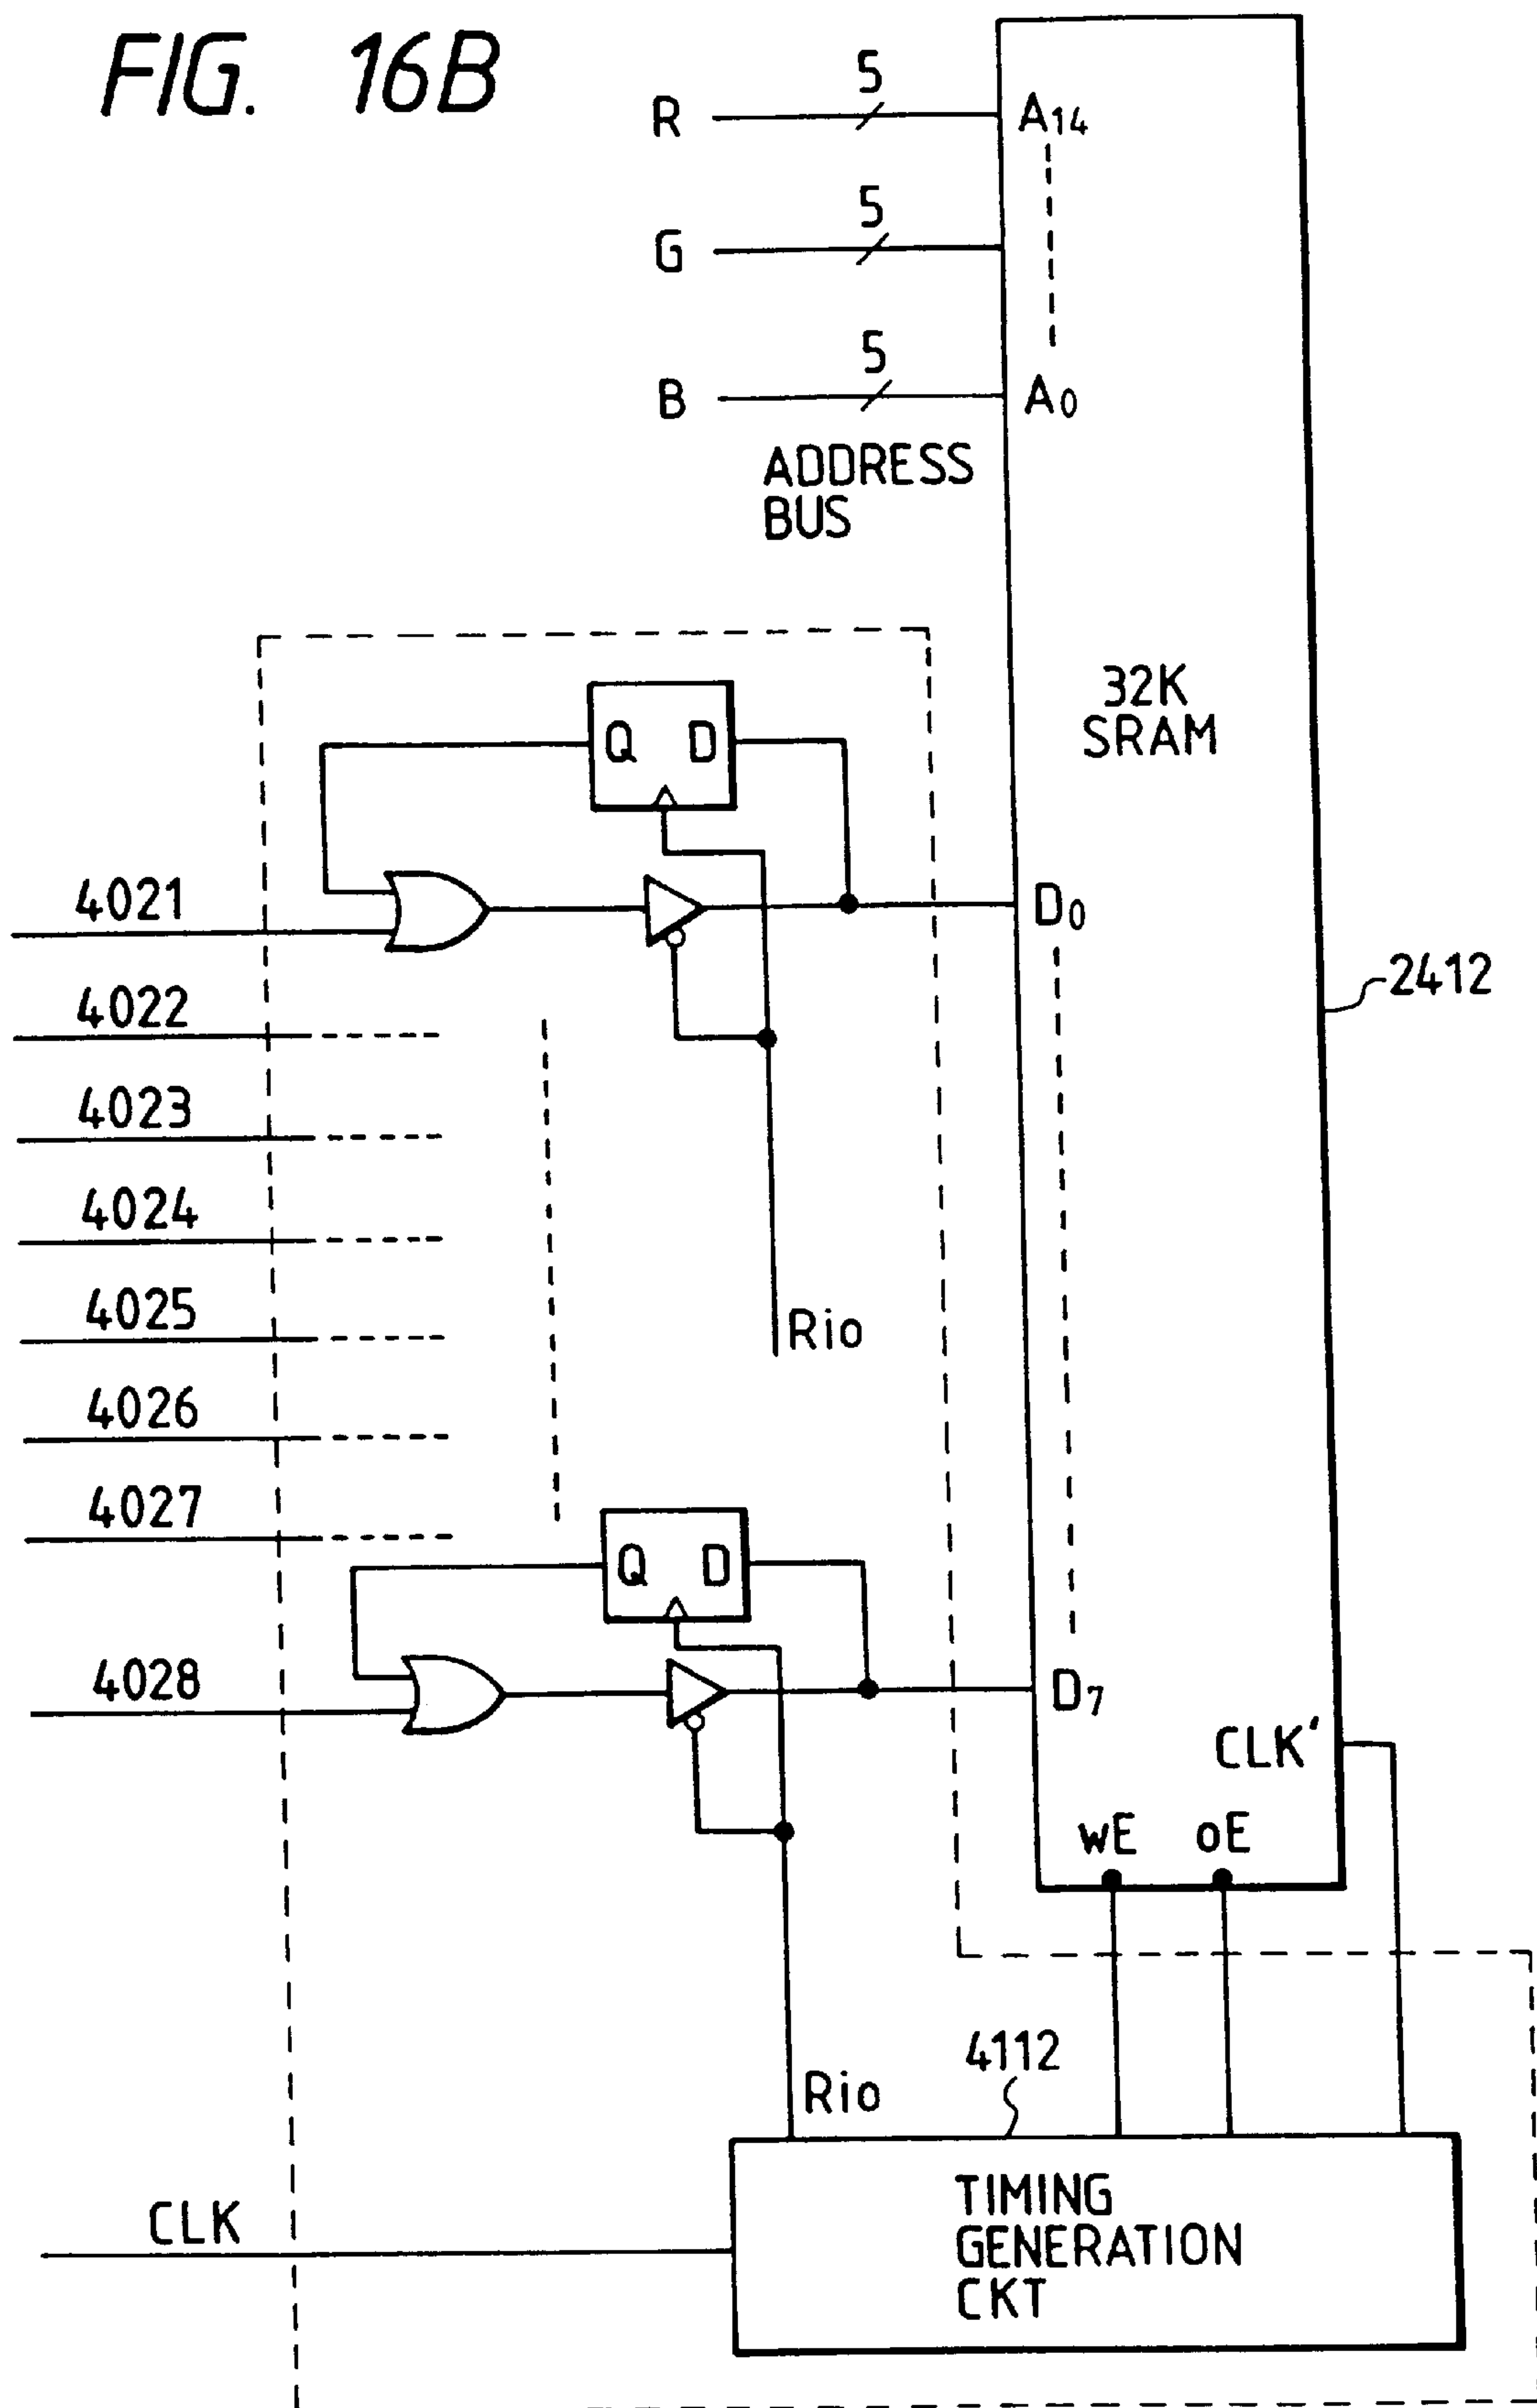 FIG. 16B
R
5
A14
G
5
B
5
A0
ADDRESS
BUS
32K
SRAM
Q D
4021
D0
4022
2412
4023
4024
4025
Rio
4026
4027
Q D
4028
D7
CLK'
WE OE
4112
Rio
CLK
TIMING
GENERATION
CKT